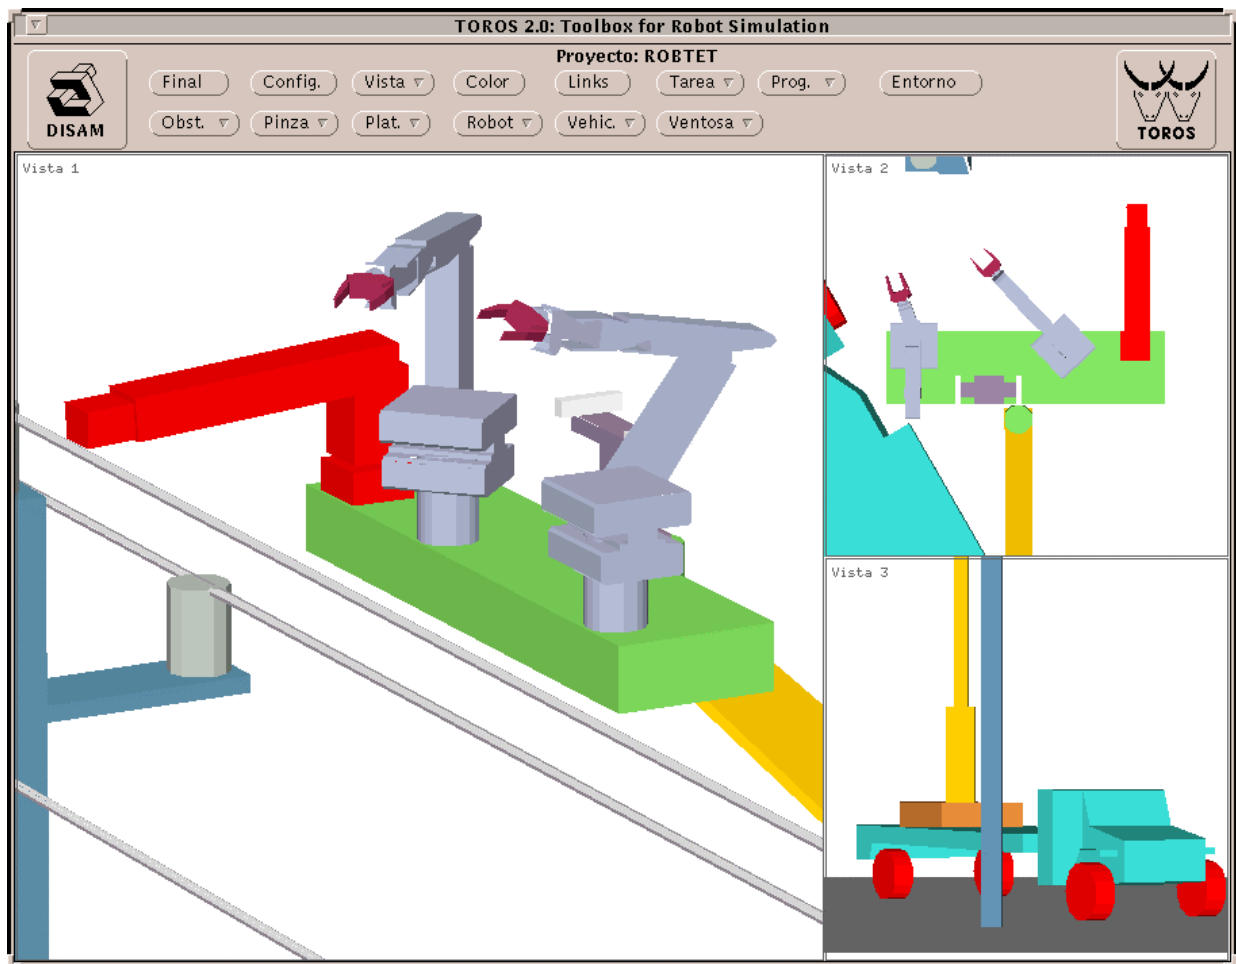 TOROS 2.0: Toolbox for Robot Simulation
Proyecto: ROBTET
Final Config. Vista Color Links Tarea Prog. Entorno
Obst. Pinza Plat. Robot Vehic. Ventosa
DISAM
TOROS
Vista 1
Vista 2
Vista 3